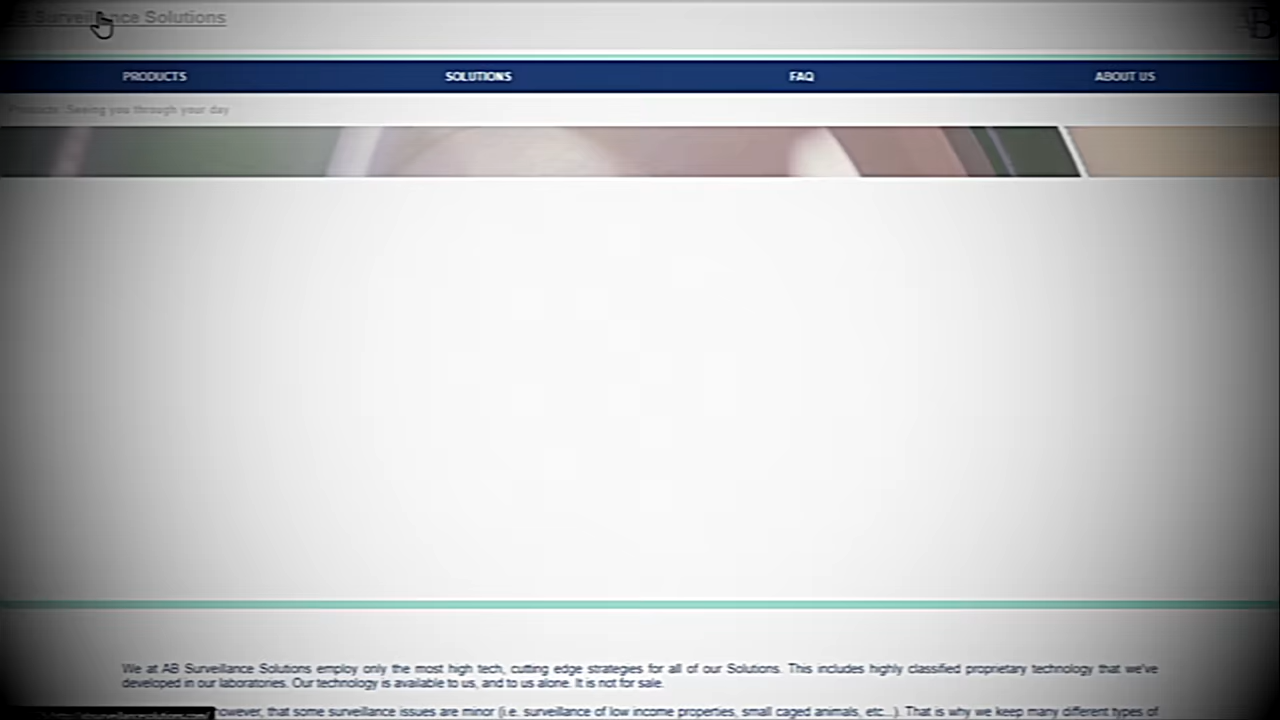 Surveillance Solutions
PRODUCTS SOLUTIONS FAQ ABOUT US
Products: Seeing you through your day
We at AB Surveillance Solutions employ only the most high tech, cutting edge strategies for all of our Solutions. This includes highly classified proprietary technology that we've
developed in our laboratories. Our technology is available to us, and to us alone. It is not for sale.
however, that some surveillance issues are minor (i.e. surveillance of low income properties, small caged animals, etc...). That is why we keep many different types of